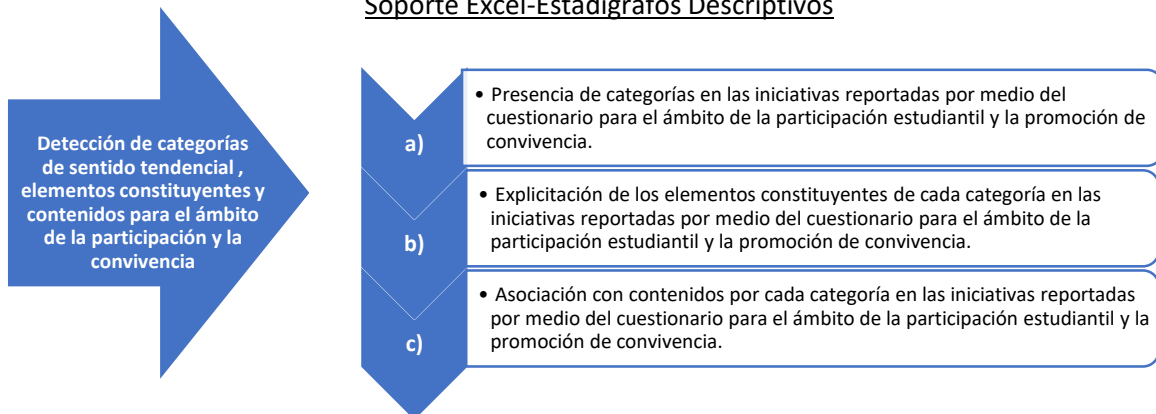 Soporte Excel-Estadígrafos Descriptivos
Detección de categorías
de sentido tendencial ,
elementos constituyentes y
contenidos para el ámbito
de la participación y la
convivencia
a)
• Presencia de categorías en las iniciativas reportadas por medio del
cuestionario para el ámbito de la participación estudiantil y la promoción de
convivencia.
b)
• Explicitación de los elementos constituyentes de cada categoría en las
iniciativas reportadas por medio del cuestionario para el ámbito de la
participación estudiantil y la promoción de convivencia.
c)
• Asociación con contenidos por cada categoría en las iniciativas reportadas
por medio del cuestionario para el ámbito de la participación estudiantil y la
promoción de convivencia.